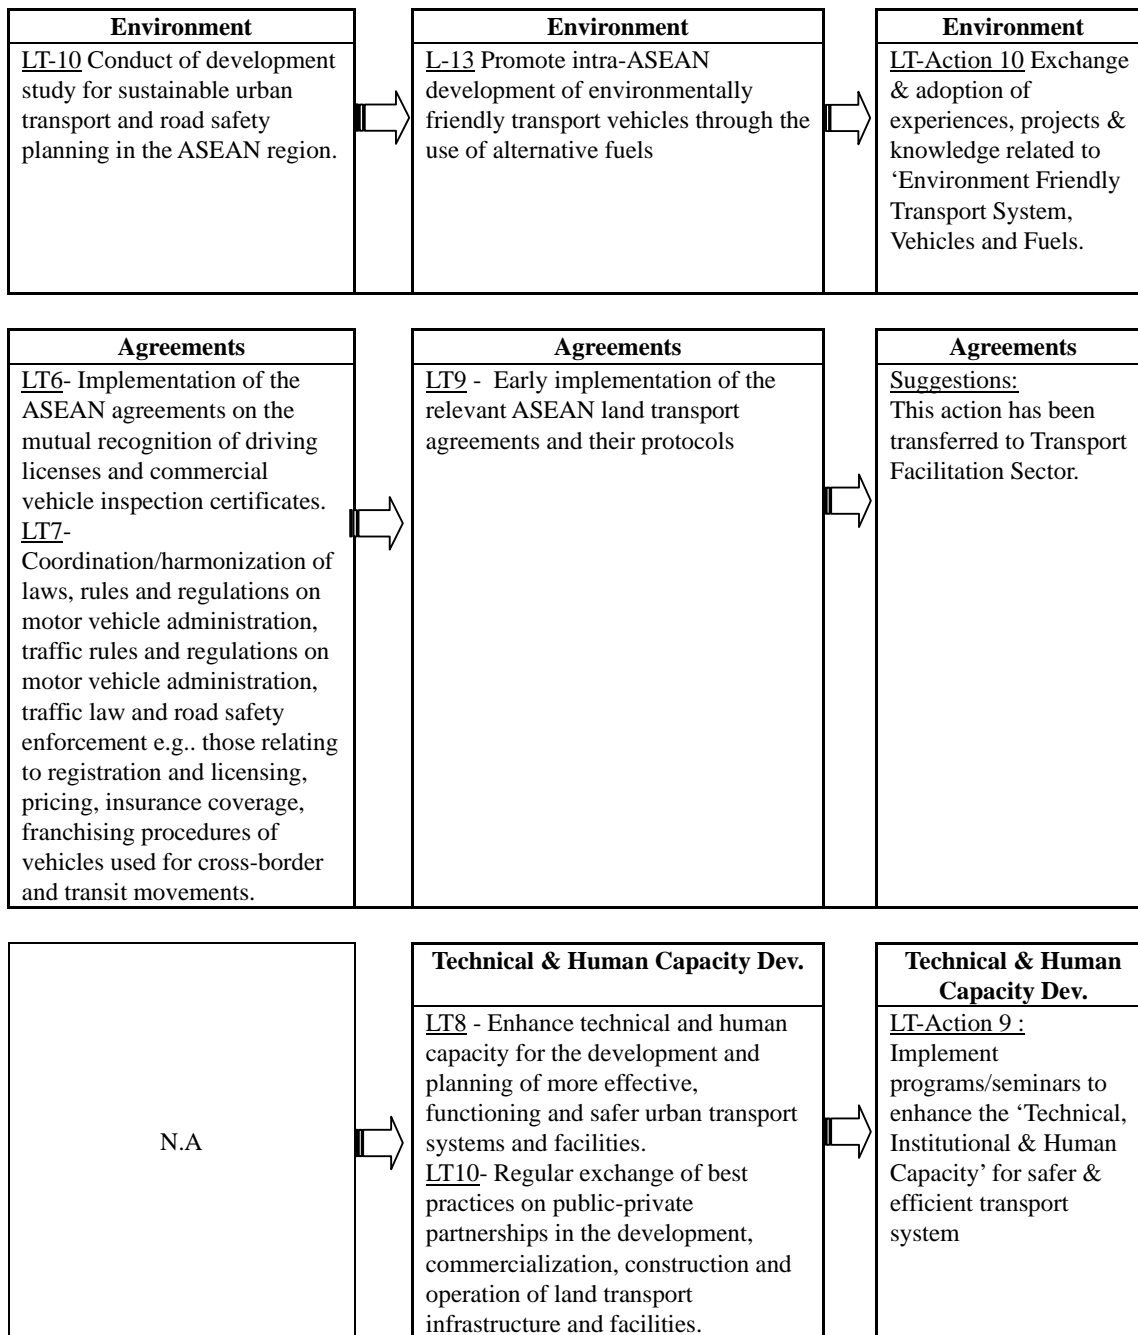 Environment
LT-10 Conduct of development
study for sustainable urban
transport and road safety
planning in the ASEAN region.
Environment
L-13 Promote intra-ASEAN
development of environmentally
friendly transport vehicles through the
use of alternative fuels
Environment
LT-Action 10 Exchange
& adoption of
experiences, projects &
knowledge related to
‘Environment Friendly
Transport System,
Vehicles and Fuels.
Agreements
LT6- Implementation of the
ASEAN agreements on the
mutual recognition of driving
licenses and commercial
vehicle inspection certificates.
LT7-
Coordination/harmonization of
laws, rules and regulations on
motor vehicle administration,
traffic rules and regulations on
motor vehicle administration,
traffic law and road safety
enforcement e.g.. those relating
to registration and licensing,
pricing, insurance coverage,
franchising procedures of
vehicles used for cross-border
and transit movements.
Agreements
LT9 - Early implementation of the
relevant ASEAN land transport
agreements and their protocols
Agreements
Suggestions:
This action has been
transferred to Transport
Facilitation Sector.
N.A
Technical & Human Capacity Dev.
LT8 - Enhance technical and human
capacity for the development and
planning of more effective,
functioning and safer urban transport
systems and facilities.
LT10- Regular exchange of best
practices on public-private
partnerships in the development,
commercialization, construction and
operation of land transport
infrastructure and facilities.
Technical & Human
Capacity Dev.
LT-Action 9 :
Implement
programs/seminars to
enhance the ‘Technical,
Institutional & Human
Capacity’ for safer &
efficient transport
system